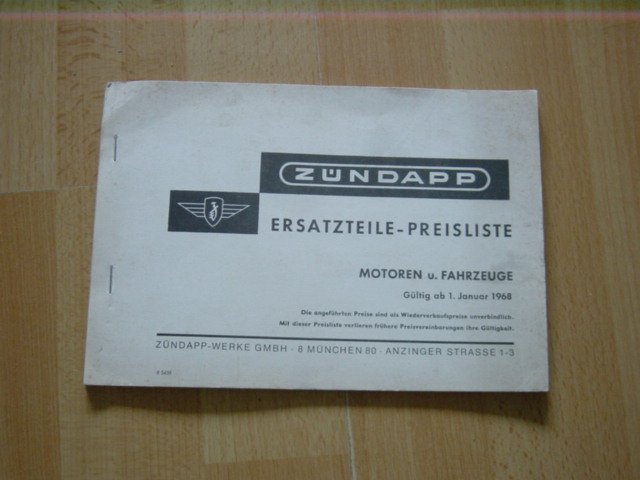 ZÜNDAPP
ERSATZTEILE-PREISLISTE
MOTOREN u. FAHRZEUGE
Gültig ab 1. Januar 1968
Die angeführten Preise sind als Wiederverkaufspreise unverbindlich.
Mit dieser Preisliste verlieren frühere Preisvereinbarungen ihre Gültigkeit.
ZÜNDAPP-WERKE GMBH · 8 MÜNCHEN 80 · ANZINGER STRASSE 1-3